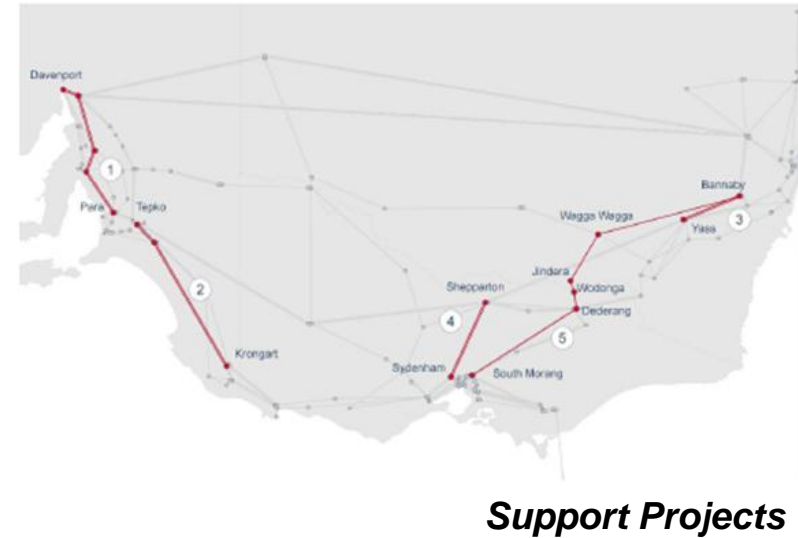 Davenport
1
Para
Tepko
2
Krongart
Bannaby
Wagga Wagga
3
Yass
Jindera
Wodonga
Shepparton
Dederang
4
5
Sydenham
South Morang
Support Projects